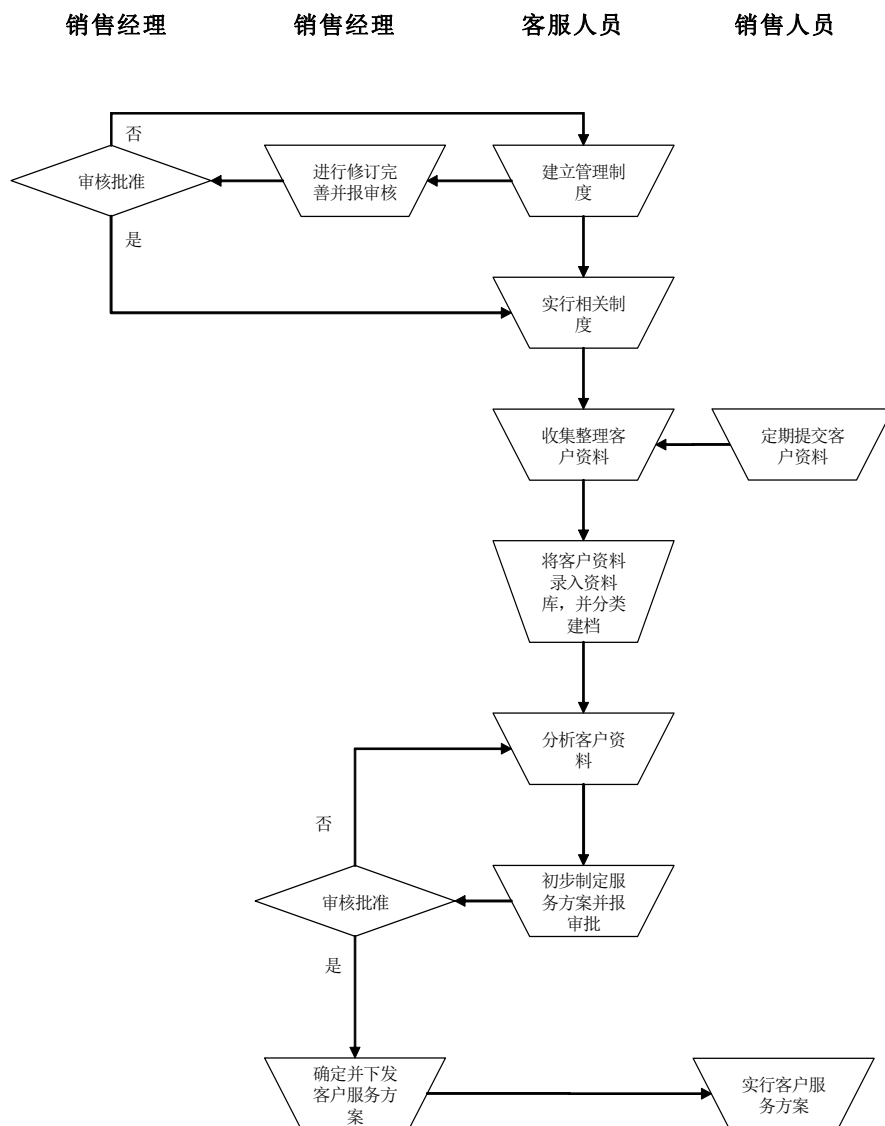 销售经理 销售经理 客服人员 销售人员
否
审核批准
进行修订完
善并报审核
建立管理制
度
是
实行相关制
度
收集整理客
户资料
定期提交客
户资料
将客户资料
录入资料
库，并分类
建档
分析客户资
料
否
审核批准
初步制定服
务方案并报
审批
是
确定并下发
客户服务方
案
实行客户服
务方案